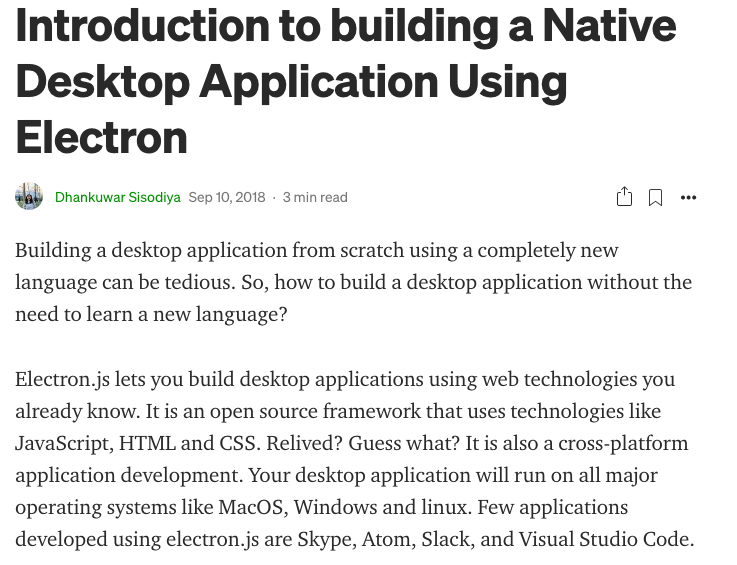 Introduction to building a Native
Desktop Application Using
Electron
Dhankuwar Sisodiya Sep 10, 2018 · 3 min read
Building a desktop application from scratch using a completely new
language can be tedious. So, how to build a desktop application without the
need to learn a new language?
Electron.js lets you build desktop applications using web technologies you
already know. It is an open source framework that uses technologies like
JavaScript, HTML and CSS. Relived? Guess what? It is also a cross-platform
application development. Your desktop application will run on all major
operating systems like MacOS, Windows and linux. Few applications
developed using electron.js are Skype, Atom, Slack, and Visual Studio Code.